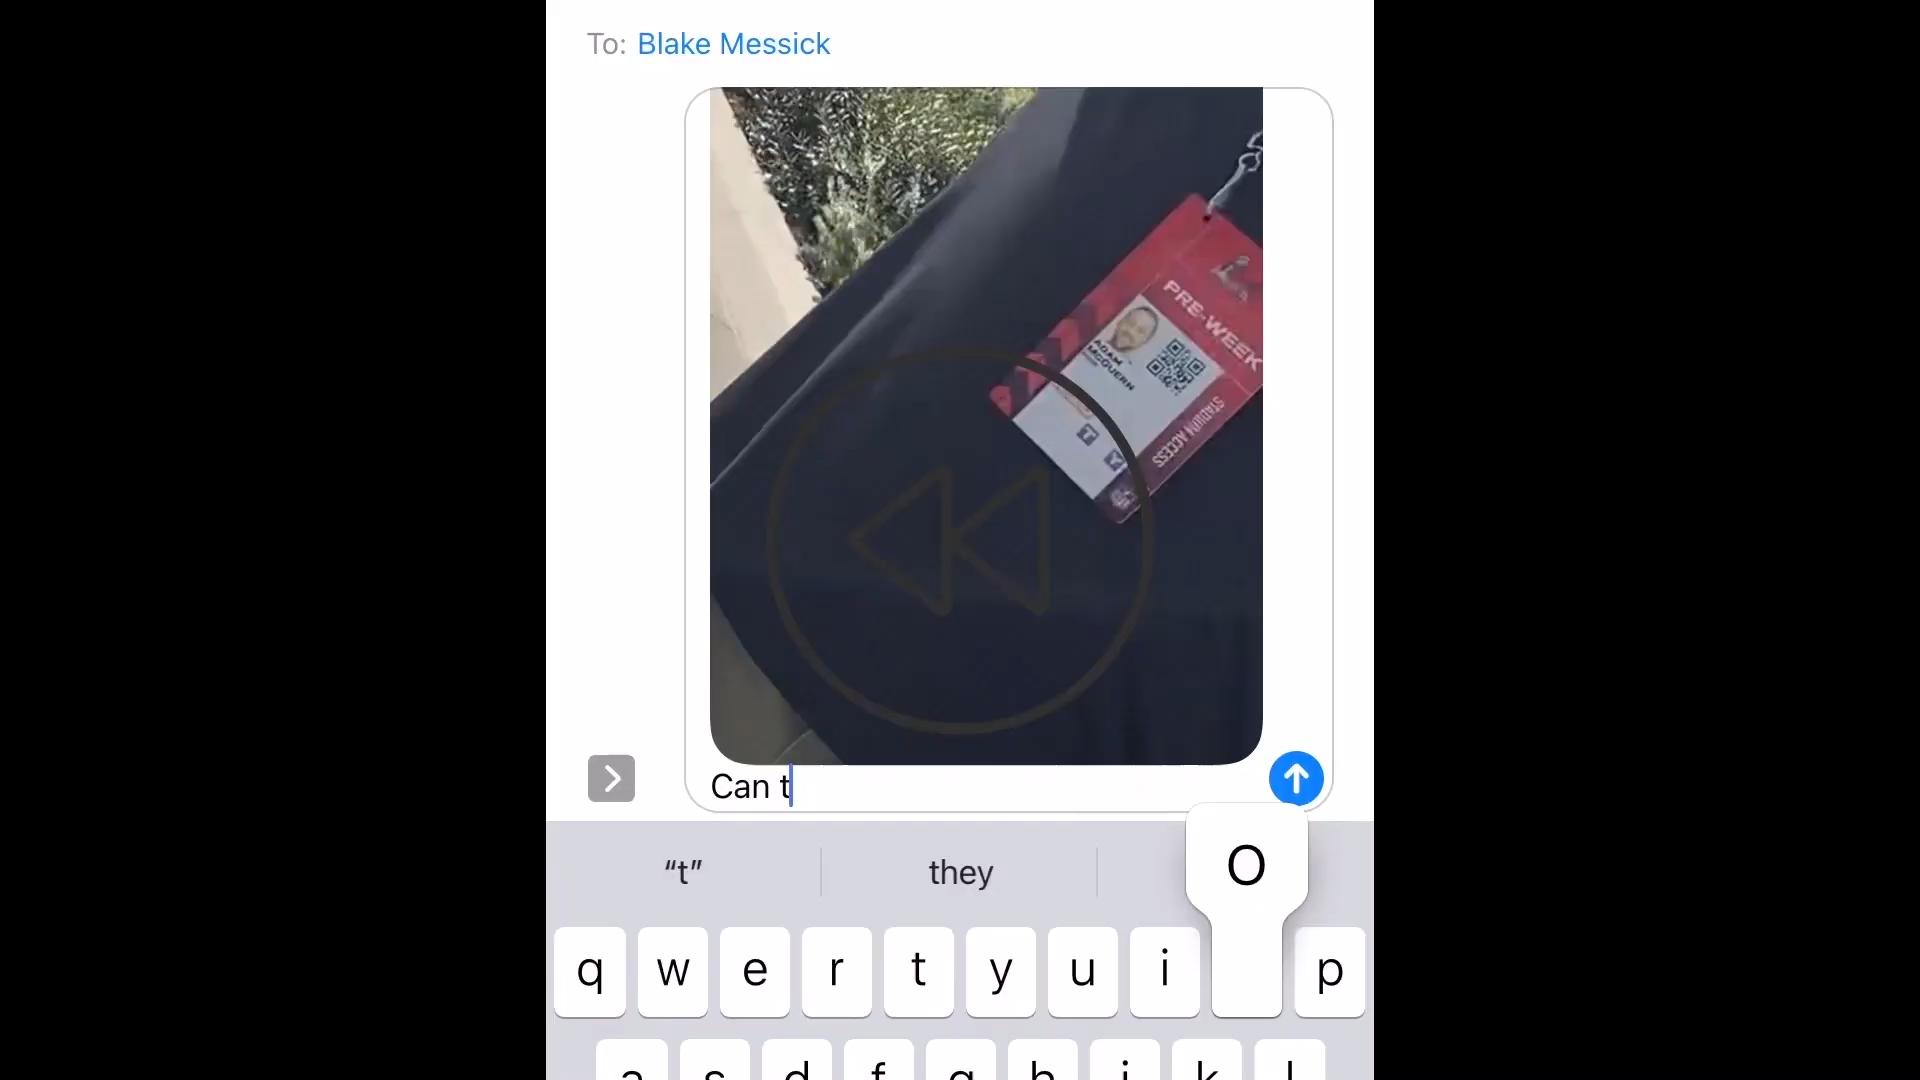 To: Blake Messick
PRE-WEEK
ADAM
MCGUERN
STADIUM ACCESS
T
Y
Can t
“t”
they
O
q w e r t y u i p
a s d f g h j k l